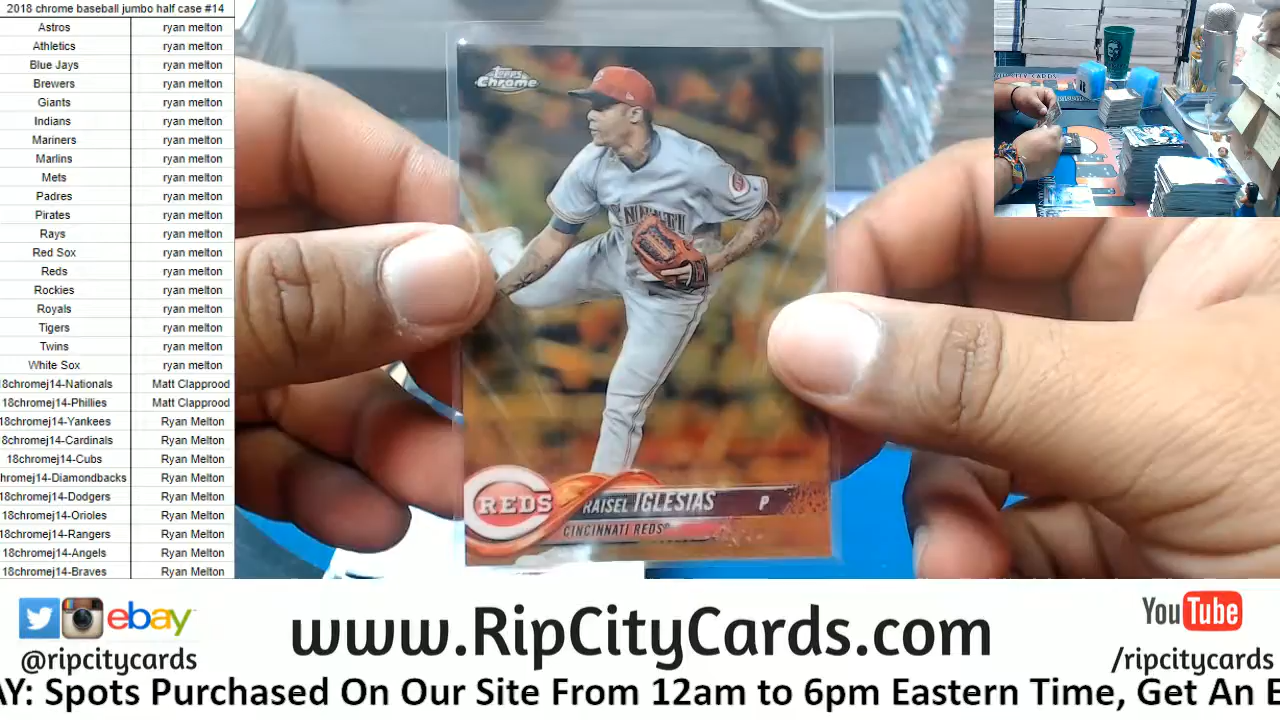 2018 chrome baseball jumbo half case #14
Astros ryan melton
Athletics ryan melton
Blue Jays ryan melton
Brewers ryan melton
Giants ryan melton
Indians ryan melton
Mariners ryan melton
Marlins ryan melton
Mets ryan melton
Padres ryan melton
Pirates ryan melton
Rays ryan melton
Red Sox ryan melton
Reds ryan melton
Rockies ryan melton
Royals ryan melton
Tigers ryan melton
Twins ryan melton
White Sox ryan melton
18chromej14-Nationals Matt Clapprood
18chromej14-Phillies Matt Clapprood
18chromej14-Yankees Ryan Melton
8chromej14-Cardinals Ryan Melton
18chromej14-Cubs Ryan Melton
hromej14-Diamondbacks Ryan Melton
18chromej14-Dodgers Ryan Melton
18chromej14-Orioles Ryan Melton
18chromej14-Rangers Ryan Melton
18chromej14-Angels Ryan Melton
18chromej14-Braves Ryan Melton
Topps
Chrome
REDS
RAISEL IGLESIAS P
CINCINNATI REDS
ebay
@ripcitycards
www.RipCityCards.com
YouTube
/ripcitycards
AY: Spots Purchased On Our Site From 12am to 6pm Eastern Time, Get An E